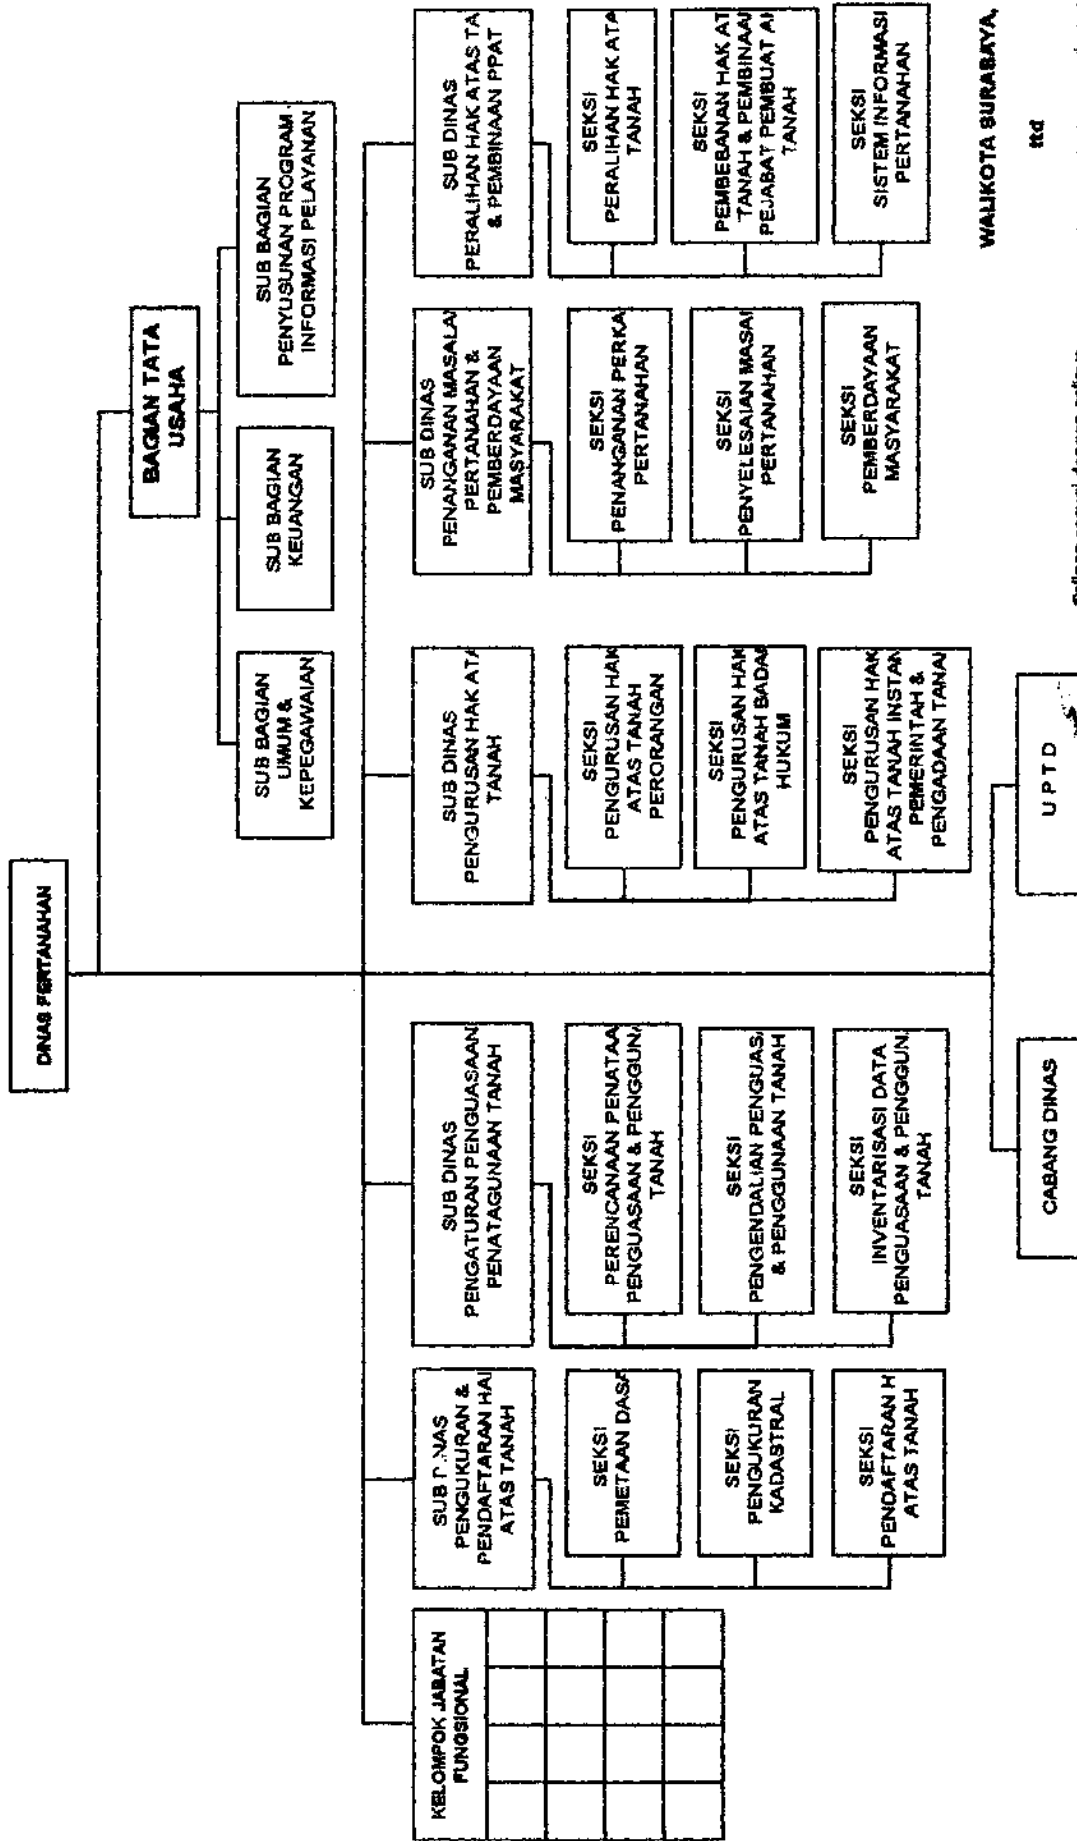 DINAS PERTANAHAN
BAGIAN TATA
USAHA
SUB BAGIAN
UMUM &
KEPEGAWAIAN
SUB BAGIAN
KEUANGAN
SUB BAGIAN
PENYUSUNAN PROGRAM
INFORMASI PELAYANAN
KELOMPOK JABATAN
FUNGSIONAL
SUB DINAS
PENGUKURAN &
PENDAFTARAN HA
ATAS TANAH
SEKSI
PEMETAAN DASA
SEKSI
PENGUKURAN
KADASTRAL
SEKSI
PENDAFTARAN H
ATAS TANAH
SUB DINAS
PENGATURAN PENGUASAAN
PENATAGUNAAN TANAH
SEKSI
PERENCANAAN PENATAA
PENGUASAAN & PENGGUNA
TANAH
SEKSI
PENGENDALIAN PENGUASA
& PENGGUNAAN TANAH
SEKSI
INVENTARISASI DATA
PENGUASAAN & PENGGUN
TANAH
SUB DINAS
PENGURUSAN HAK ATA
TANAH
SEKSI
PENGURUSAN HAK
ATAS TANAH
PERORANGAN
SEKSI
PENGURUSAN HAK
ATAS TANAH BADA
HUKUM
SEKSI
PENGURUSAN HAK
ATAS TANAH INSTAN
PEMERINTAH &
PENGADAAN TANA
SUB DINAS
PENANGANAN MASALA
PERTANAHAN &
PEMBERDAYAAN
MASYARAKAT
SEKSI
PENANGANAN PERKA
PERTANAHAN
SEKSI
PENYELESAIAN MASA
PERTANAHAN
SEKSI
PEMBERDAYAAN
MASYARAKAT
SUB DINAS
PERALIHAN HAK ATAS TA
& PEMBINAAN PPAT
SEKSI
PERALIHAN HAK ATA
TANAH
SEKSI
PEMBEBANAN HAK AT
TANAH & PEMBINAA
PEJABAT PEMBUAT A
TANAH
SEKSI
SISTEM INFORMASI
PERTANAHAN
CABANG DINAS
U P T D
WALIKOTA SURABAYA,
ttd